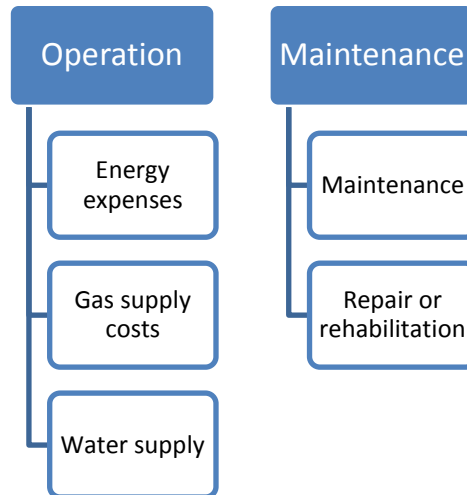 Operation
Energy
expenses
Gas supply
costs
Water supply
Maintenance
Maintenance
Repair or
rehabilitation